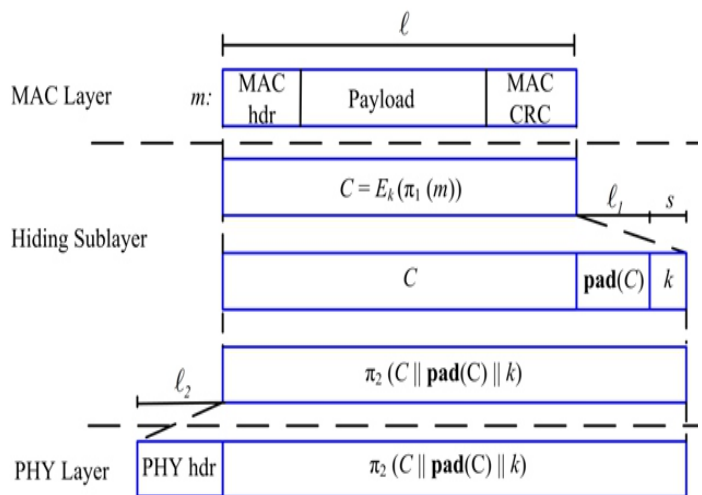 ℓ
MAC Layer m: MAC hdr Payload MAC CRC
C = E_k(π_1 (m))
ℓ_1 s
Hiding Sublayer
C pad(C) k
π_2 (C || pad(C) || k)
ℓ_2
PHY Layer PHY hdr π_2 (C || pad(C) || k)